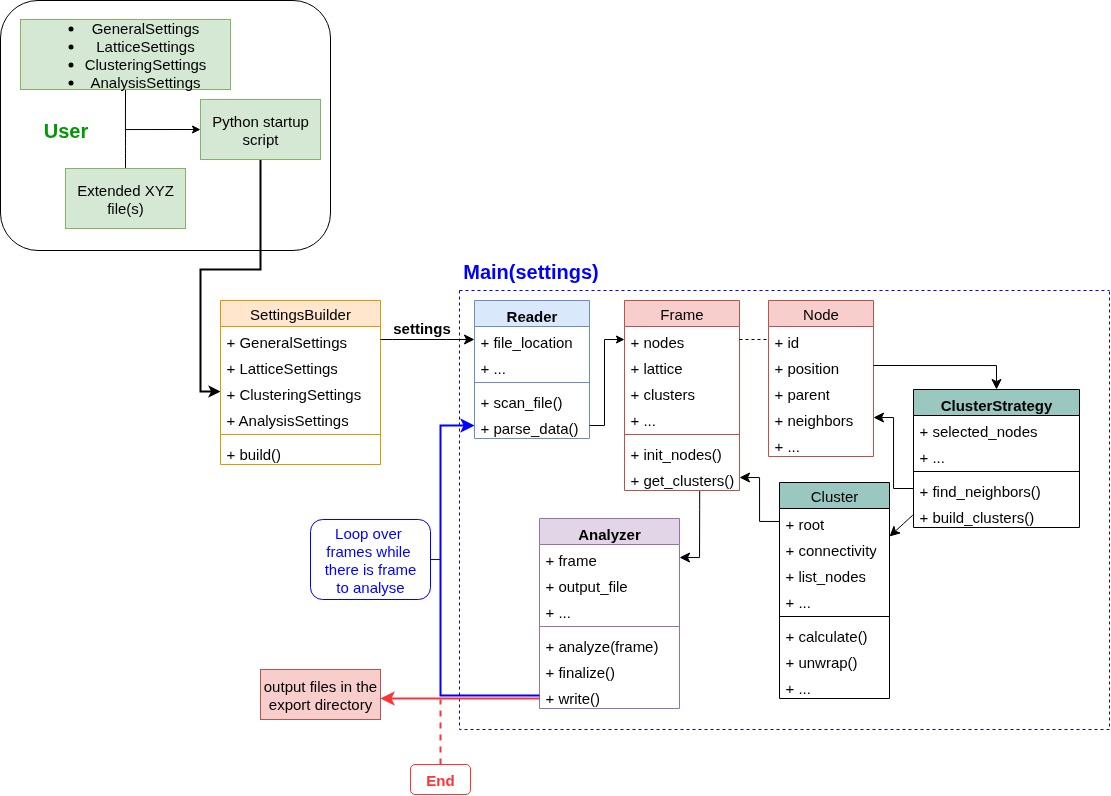 • GeneralSettings
• LatticeSettings
• ClusteringSettings
• AnalysisSettings
User
Python startup
script
Extended XYZ
file(s)
Main(settings)
SettingsBuilder
+ GeneralSettings
+ LatticeSettings
+ ClusteringSettings
+ AnalysisSettings
+ build()
settings
Reader
+ file_location
+ ...
+ scan_file()
+ parse_data()
Frame
+ nodes
+ lattice
+ clusters
+ ...
+ init_nodes()
+ get_clusters()
Node
+ id
+ position
+ parent
+ neighbors
+ ...
ClusterStrategy
+ selected_nodes
+ ...
+ find_neighbors()
+ build_clusters()
Cluster
+ root
+ connectivity
+ list_nodes
+ ...
+ calculate()
+ unwrap()
+ ...
Analyzer
+ frame
+ output_file
+ ...
+ analyze(frame)
+ finalize()
+ write()
Loop over
frames while
there is frame
to analyse
output files in the
export directory
End